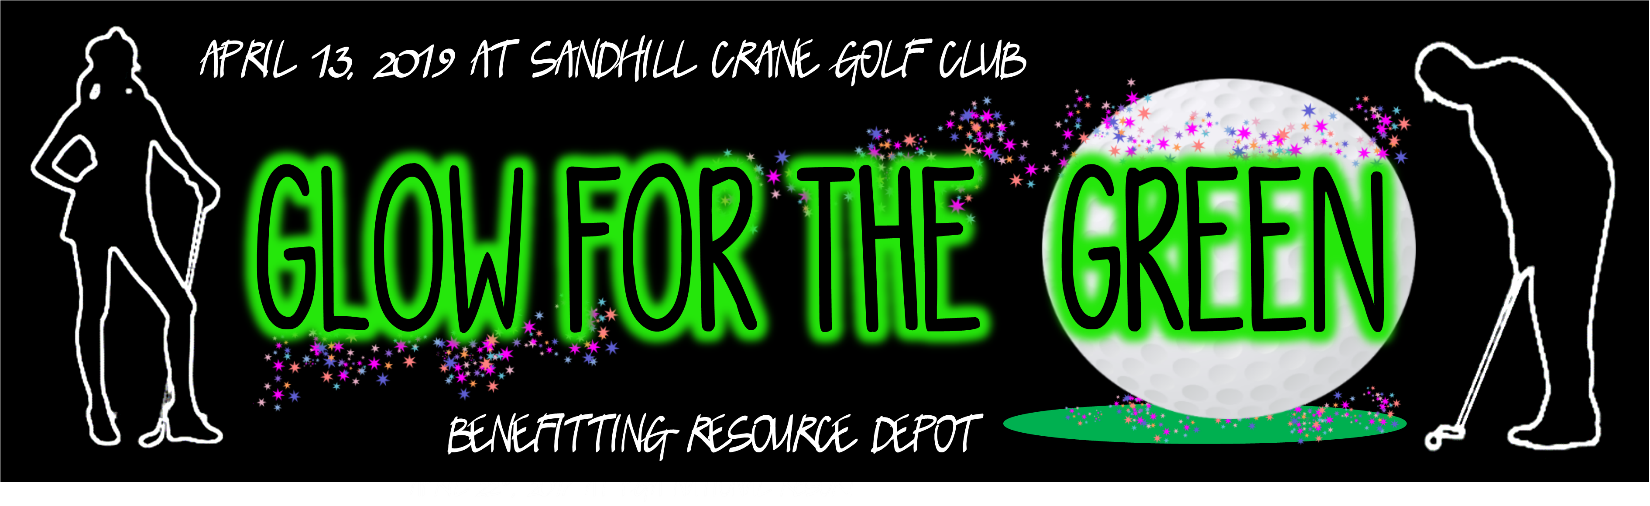 APRIL 13, 2019 AT SANDHILL CRANE GOLF CLUB
GLOW FOR THE GREEN
BENEFITTING RESOURCE DEPOT